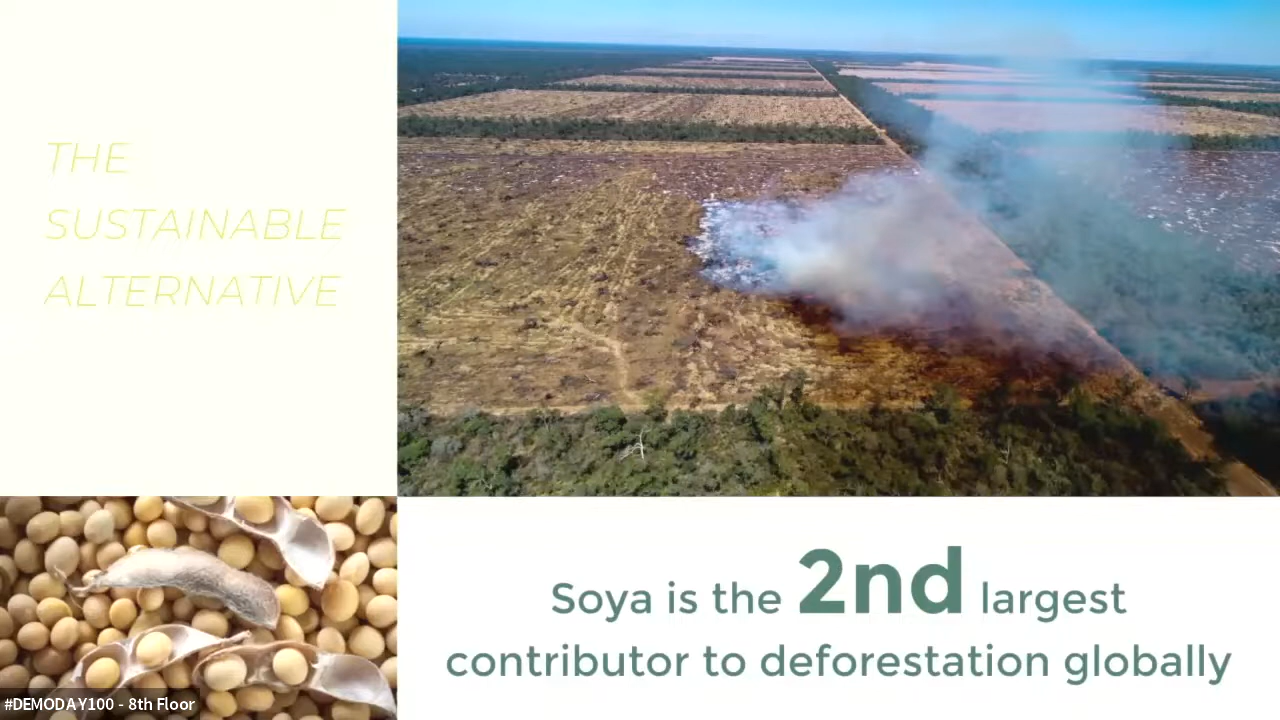 THE
SUSTAINABLE
ALTERNATIVE
Soya is the 2nd largest
contributor to deforestation globally
#DEMODAY100 - 8th Floor